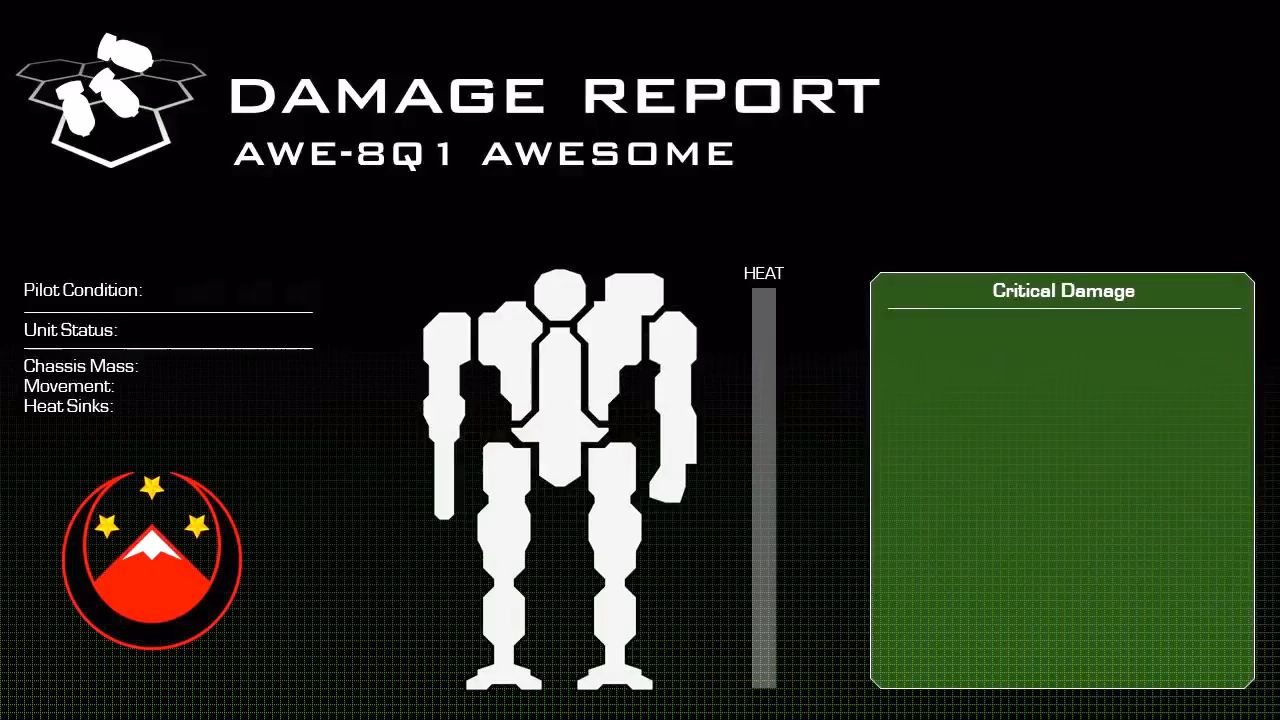 DAMAGE REPORT
AWE-8Q1 AWESOME
Pilot Condition:
Unit Status:
Chassis Mass:
Movement:
Heat Sinks:
HEAT
Critical Damage